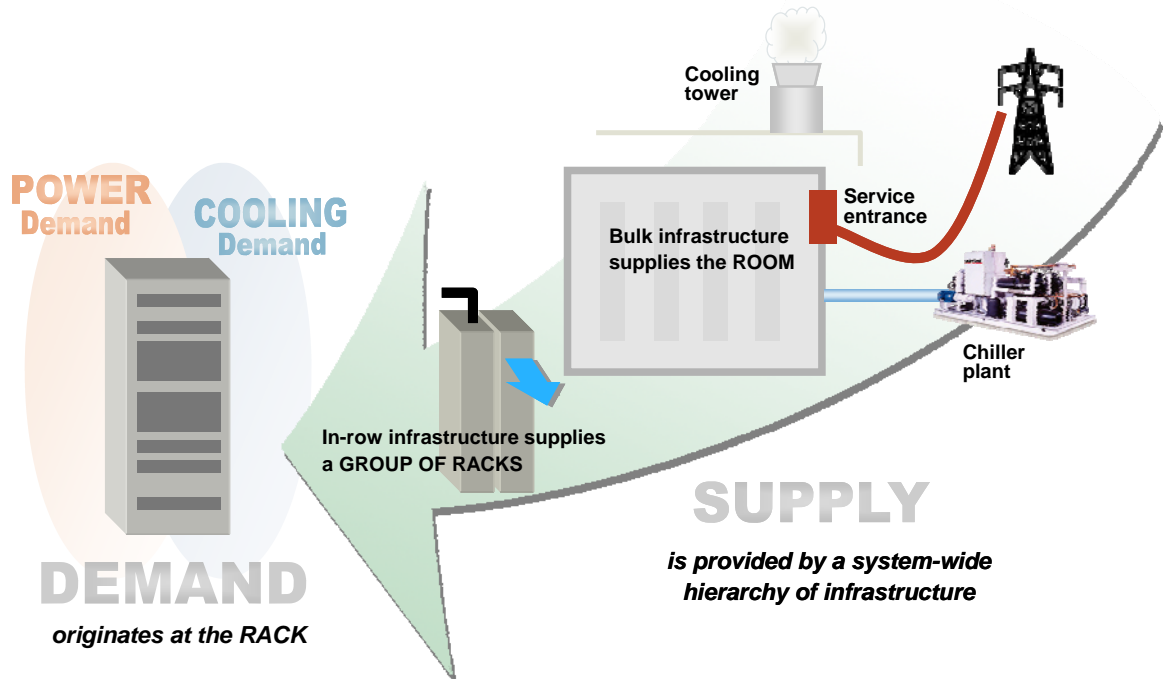 POWER
Demand
COOLING
Demand
DEMAND
originates at the RACK
In-row infrastructure supplies
a GROUP OF RACKS
Cooling
tower
Bulk infrastructure
supplies the ROOM
Service
entrance
Chiller
plant
SUPPLY
is provided by a system-wide
hierarchy of infrastructure